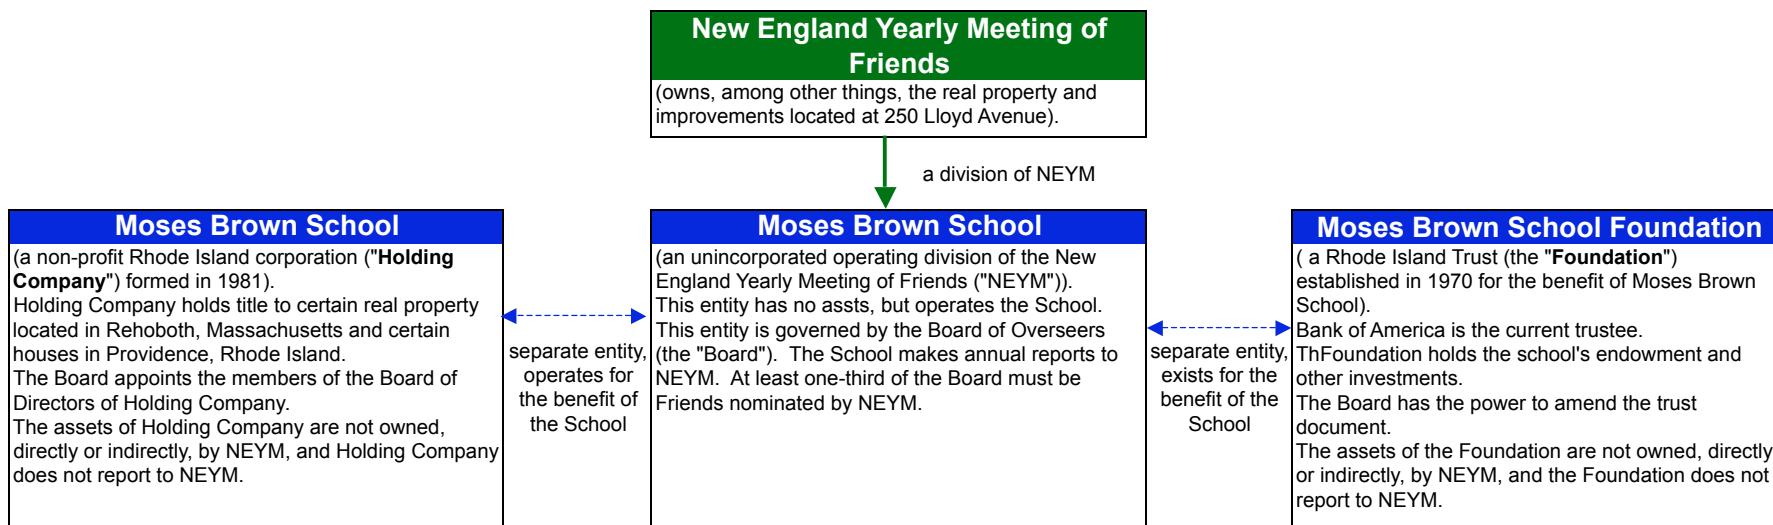 New England Yearly Meeting of
Friends
(owns, among other things, the real property and
improvements located at 250 Lloyd Avenue).
a division of NEYM
Moses Brown School
(a non-profit Rhode Island corporation ("Holding
Company") formed in 1981).
Holding Company holds title to certain real property
located in Rehoboth, Massachusetts and certain
houses in Providence, Rhode Island.
The Board appoints the members of the Board of
Directors of Holding Company.
The assets of Holding Company are not owned,
directly or indirectly, by NEYM, and Holding Company
does not report to NEYM.
separate entity,
operates for
the benefit of
the School
Moses Brown School
(an unincorporated operating division of the New
England Yearly Meeting of Friends ("NEYM")).
This entity has no assts, but operates the School.
This entity is governed by the Board of Overseers
(the "Board").  The School makes annual reports to
NEYM.  At least one-third of the Board must be
Friends nominated by NEYM.
separate entity,
exists for the
benefit of the
School
Moses Brown School Foundation
( a Rhode Island Trust (the "Foundation")
established in 1970 for the benefit of Moses Brown
School).
Bank of America is the current trustee.
ThFoundation holds the school's endowment and
other investments.
The Board has the power to amend the trust
document.
The assets of the Foundation are not owned, directly
or indirectly, by NEYM, and the Foundation does not
report to NEYM.